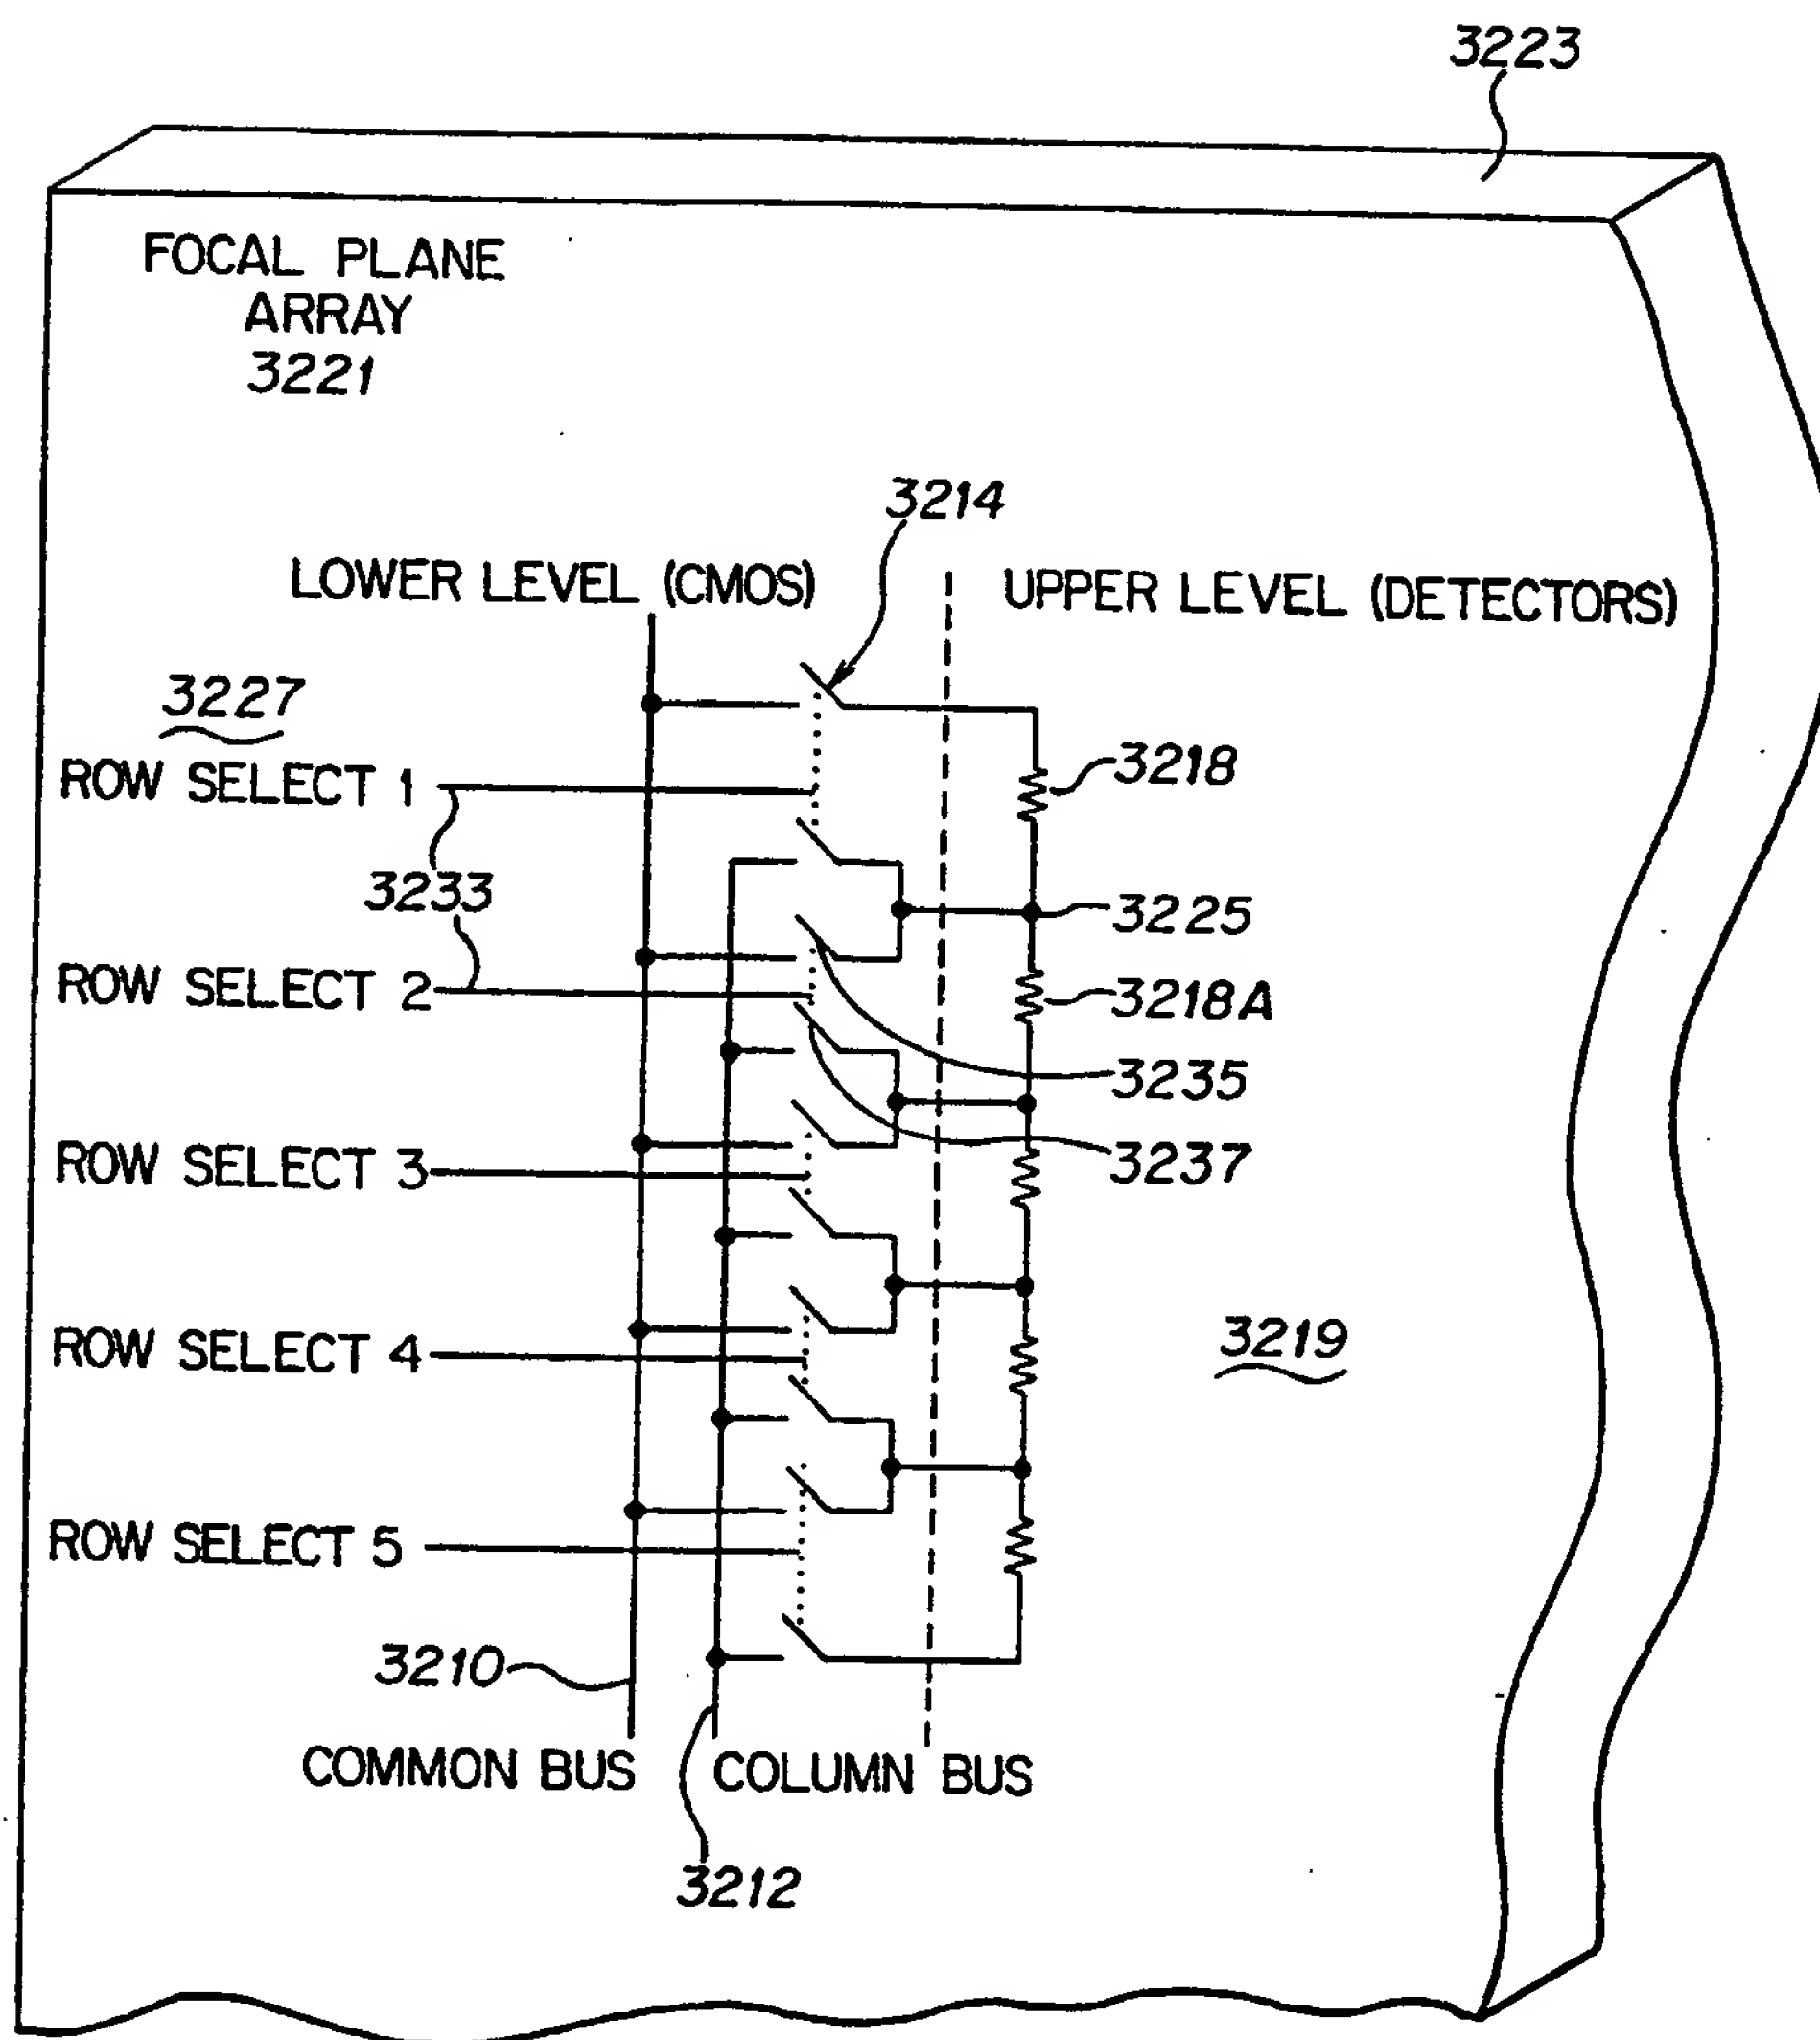 3223
FOCAL PLANE
ARRAY
3221
3214
LOWER LEVEL (CMOS)
UPPER LEVEL (DETECTORS)
3227
3218
ROW SELECT 1
3233
3225
ROW SELECT 2
3218A
3235
ROW SELECT 3
3237
ROW SELECT 4
3219
ROW SELECT 5
3210
COMMON BUS
COLUMN BUS
3212